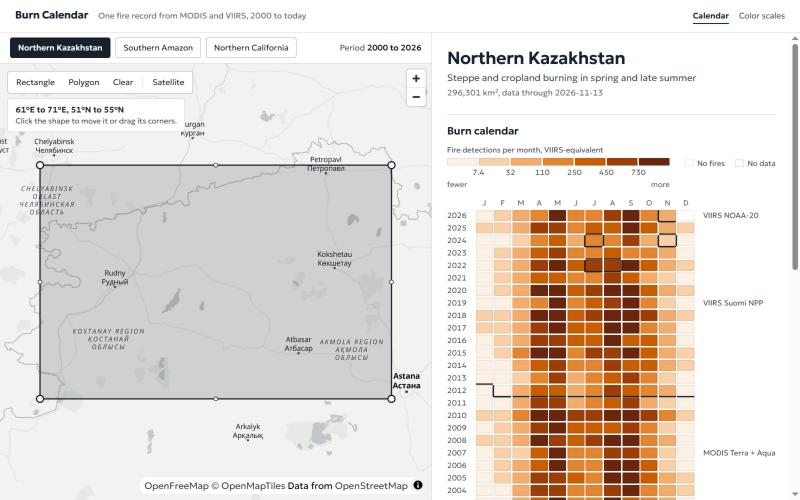 Burn Calendar
One fire record from MODIS and VIIRS, 2000 to today
Calendar
Color scales
Northern Kazakhstan
Southern Amazon
Northern California
Period 2000 to 2026
Rectangle
Polygon
Clear
Satellite
61°E to 71°E, 51°N to 55°N
Click the shape to move it or drag its corners.
+
−
urgan
Курган
Chelyabinsk
Челябинск
Petropavl
Петропавл
CHELYABINSK
OBLAST
ЧЕЛЯБИНСКАЯ
ОБЛАСТЬ
Kokshetau
Көкшетау
Rudny
Рудный
KOSTANAY REGION
ҚОСТАНАЙ
ОБЛЫСЫ
Atbasar
Атбасар
AKMOLA REGION
АҚМОЛА
ОБЛЫСЫ
Astana
Астана
Arkalyk
Арқалық
OpenFreeMap © OpenMapTiles Data from OpenStreetMap
Northern Kazakhstan
Steppe and cropland burning in spring and late summer
296,301 km², data through 2026-11-13
Burn calendar
Fire detections per month, VIIRS-equivalent
7.4 32 110 250 450 730
fewer
more
No fires
No data
J F M A M J J A S O N D
2026
VIIRS NOAA-20
2025
2024
2023
2022
2021
2020
2019
VIIRS Suomi NPP
2018
2017
2016
2015
2014
2013
2012
2011
2010
2009
2008
2007
MODIS Terra + Aqua
2006
2005
2004